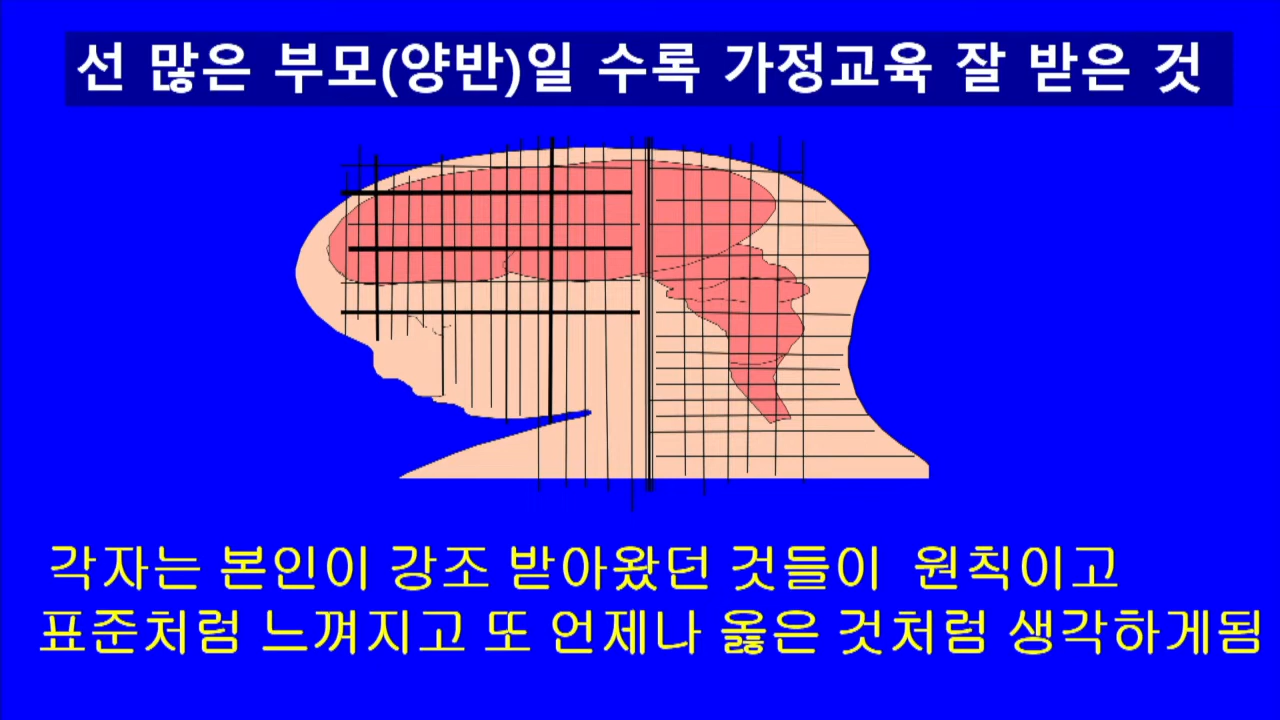 선 많은 부모(양반)일 수록 가정교육 잘 받은 것
각자는 본인이 강조 받아왔던 것들이 원칙이고
표준처럼 느껴지고 또 언제나 옳은 것처럼 생각하게됨